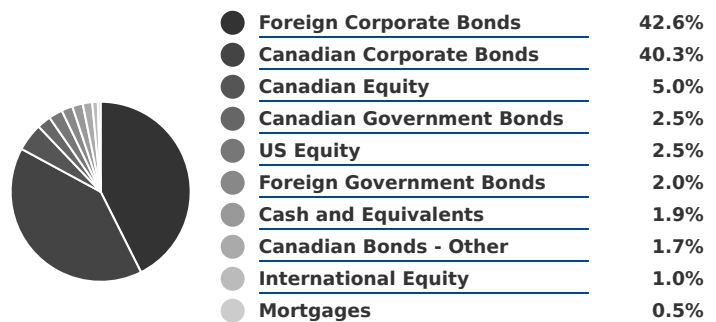 Foreign Corporate Bonds 42.6%
Canadian Corporate Bonds 40.3%
Canadian Equity 5.0%
Canadian Government Bonds 2.5%
US Equity 2.5%
Foreign Government Bonds 2.0%
Cash and Equivalents 1.9%
Canadian Bonds - Other 1.7%
International Equity 1.0%
Mortgages 0.5%